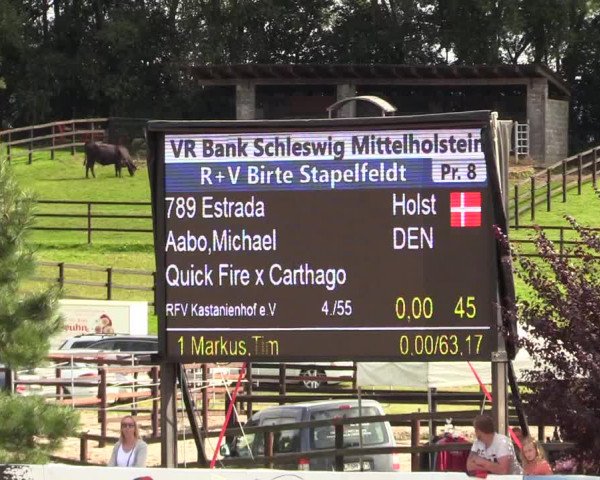 VR Bank Schleswig Mittelholstein
R+V Birte Stapelfeldt Pr. 8
789 Estrada Holst
Aabo,Michael DEN
Quick Fire x Carthago
RFV Kastanienhof e.V 4./55 0,00 45
1 Markus,Tim 0.00/63,17